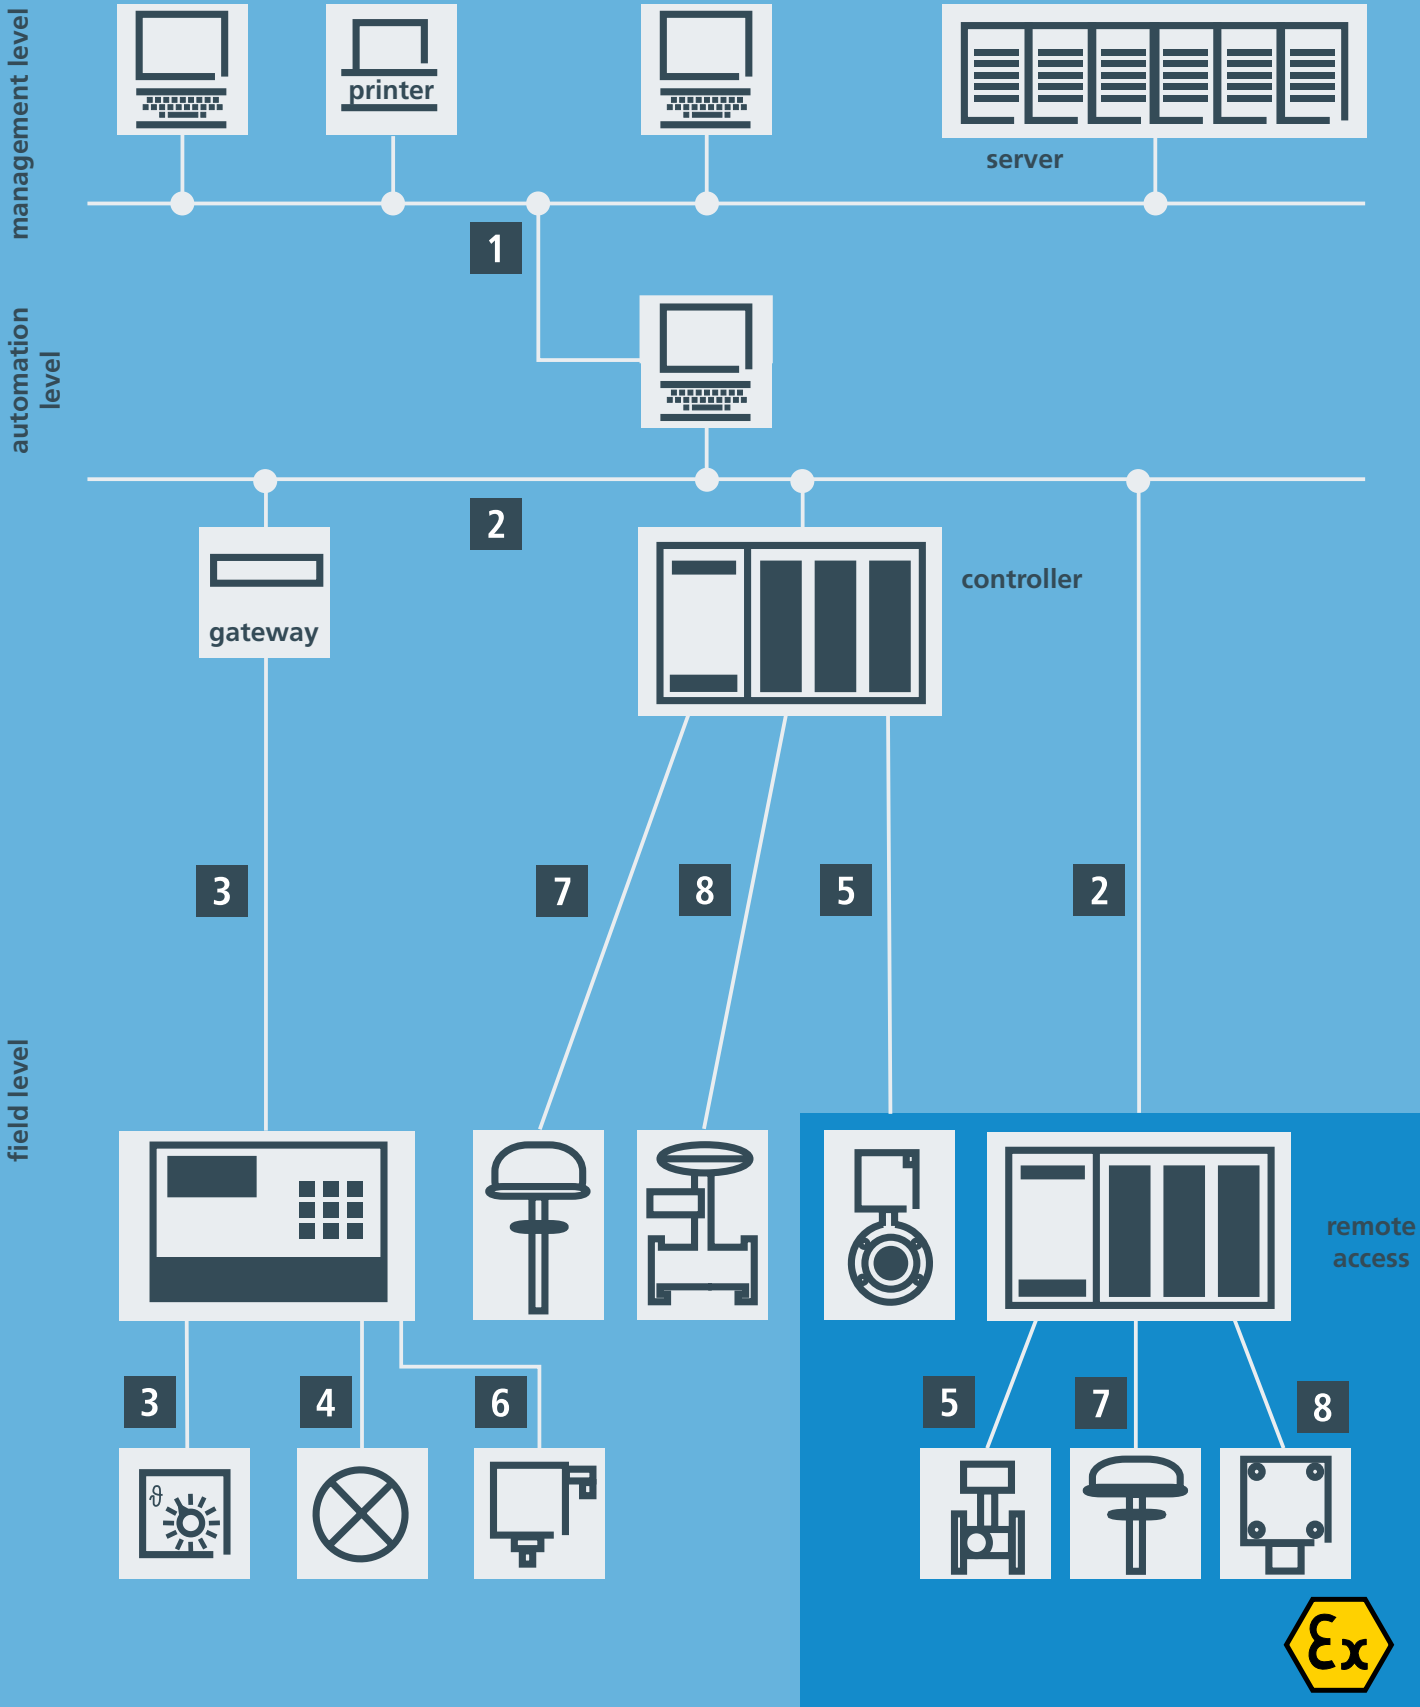 management level
printer
server
1
automation
level
2
gateway
controller
3
7
8
5
2
field level
remote
access
3
4
6
5
7
8
ϑ
Ex